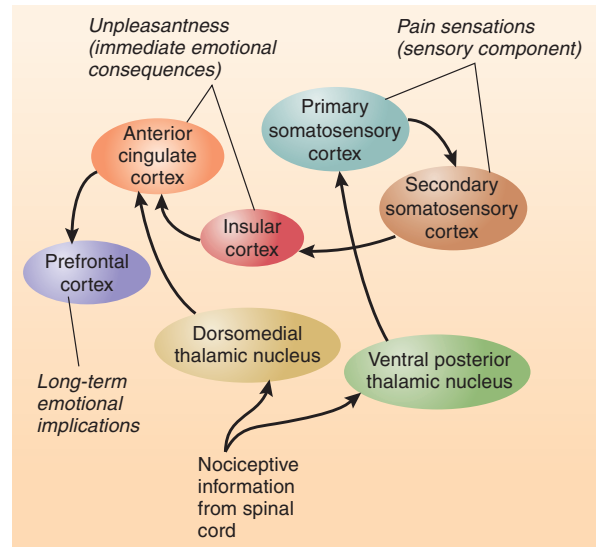 Unpleasantness
(immediate emotional
consequences)
Pain sensations
(sensory component)
Primary
somatosensory
cortex
Anterior
cingulate
cortex
Secondary
somatosensory
cortex
Insular
cortex
Prefrontal
cortex
Dorsomedial
thalamic nucleus
Ventral posterior
thalamic nucleus
Long-term
emotional
implications
Nociceptive
information
from spinal
cord